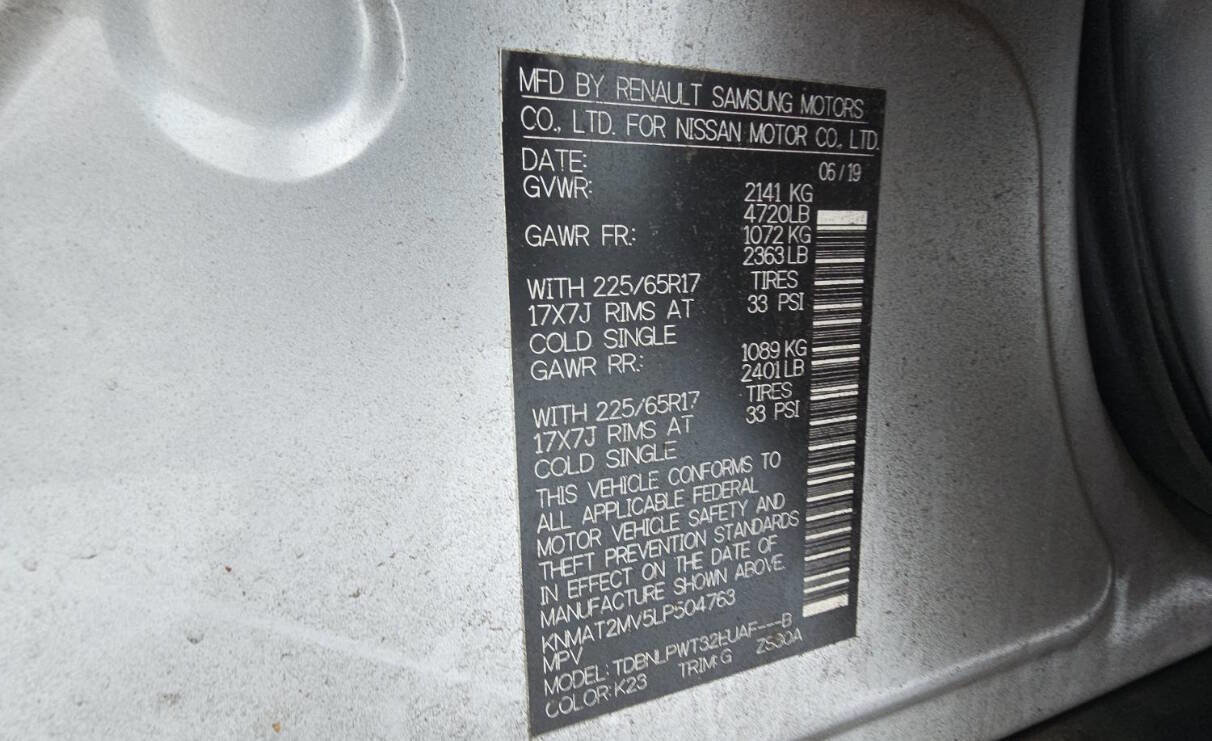 MFD BY RENAULT SAMSUNG MOTORS
CO., LTD. FOR NISSAN MOTOR CO., LTD.
DATE: 06/19
GVWR: 2141 KG
4720LB
GAWR FR: 1072 KG
2363 LB
WITH 225/65R17 TIRES
17X7J RIMS AT 33 PSI
COLD SINGLE
GAWR RR: 1089 KG
2401 LB
WITH 225/65R17 TIRES
17X7J RIMS AT 33 PSI
COLD SINGLE
THIS VEHICLE CONFORMS TO
ALL APPLICABLE FEDERAL
MOTOR VEHICLE SAFETY AND
THEFT PREVENTION STANDARDS
IN EFFECT ON THE DATE OF
MANUFACTURE SHOWN ABOVE.
KNMAT2MV5LP504763
MPV
MODEL: TDBNLPWT32EUAF---B
COLOR: K23 TRIM: G ZS30A